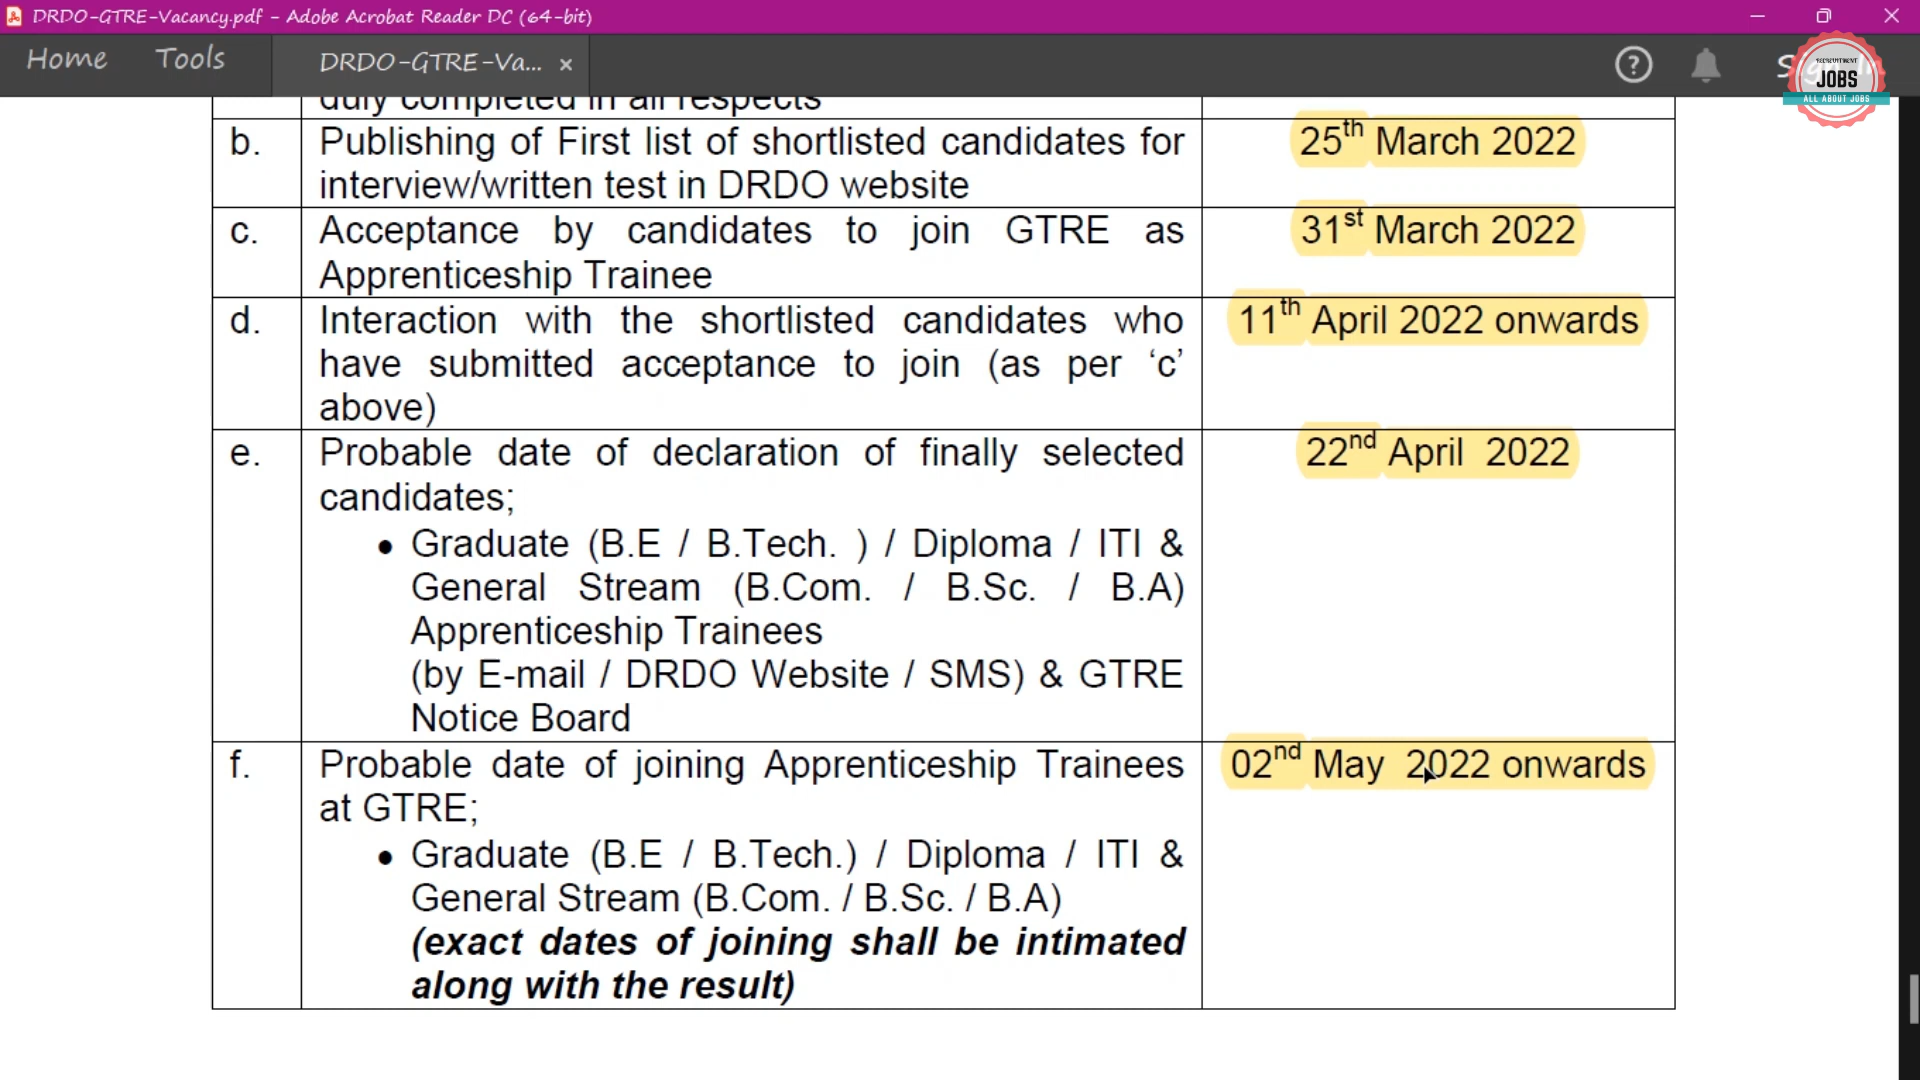 DRDO-GTRE-Vacancy.pdf - Adobe Acrobat Reader DC (64-bit)
Home Tools DRDO-GTRE-Va... ×
RECRUITMENT
JOBS
ALL ABOUT JOBS
duly completed in all respects
b. Publishing of First list of shortlisted candidates for 25th March 2022
interview/written test in DRDO website
c. Acceptance by candidates to join GTRE as 31st March 2022
Apprenticeship Trainee
d. Interaction with the shortlisted candidates who 11th April 2022 onwards
have submitted acceptance to join (as per ‘c’
above)
e. Probable date of declaration of finally selected 22nd April 2022
candidates;
• Graduate (B.E / B.Tech. ) / Diploma / ITI &
General Stream (B.Com. / B.Sc. / B.A)
Apprenticeship Trainees
(by E-mail / DRDO Website / SMS) & GTRE
Notice Board
f. Probable date of joining Apprenticeship Trainees 02nd May 2022 onwards
at GTRE;
• Graduate (B.E / B.Tech.) / Diploma / ITI &
General Stream (B.Com. / B.Sc. / B.A)
(exact dates of joining shall be intimated
along with the result)